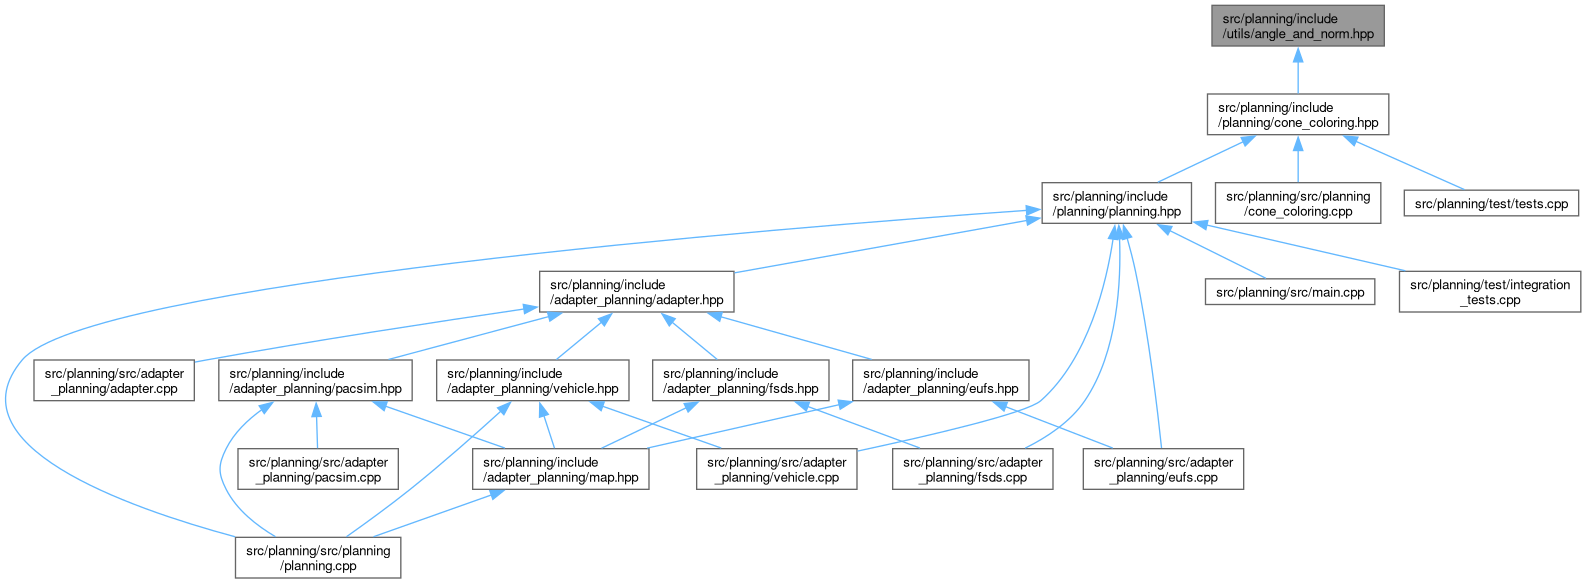 src/planning/include
/utils/angle_and_norm.hpp
src/planning/include
/planning/cone_coloring.hpp
src/planning/include
/planning/planning.hpp
src/planning/src/planning
/cone_coloring.cpp
src/planning/test/tests.cpp
src/planning/include
/adapter_planning/adapter.hpp
src/planning/src/main.cpp
src/planning/test/integration
_tests.cpp
src/planning/src/adapter
_planning/adapter.cpp
src/planning/include
/adapter_planning/pacsim.hpp
src/planning/include
/adapter_planning/vehicle.hpp
src/planning/include
/adapter_planning/fsds.hpp
src/planning/include
/adapter_planning/eufs.hpp
src/planning/src/adapter
_planning/pacsim.cpp
src/planning/include
/adapter_planning/map.hpp
src/planning/src/adapter
_planning/vehicle.cpp
src/planning/src/adapter
_planning/fsds.cpp
src/planning/src/adapter
_planning/eufs.cpp
src/planning/src/planning
/planning.cpp